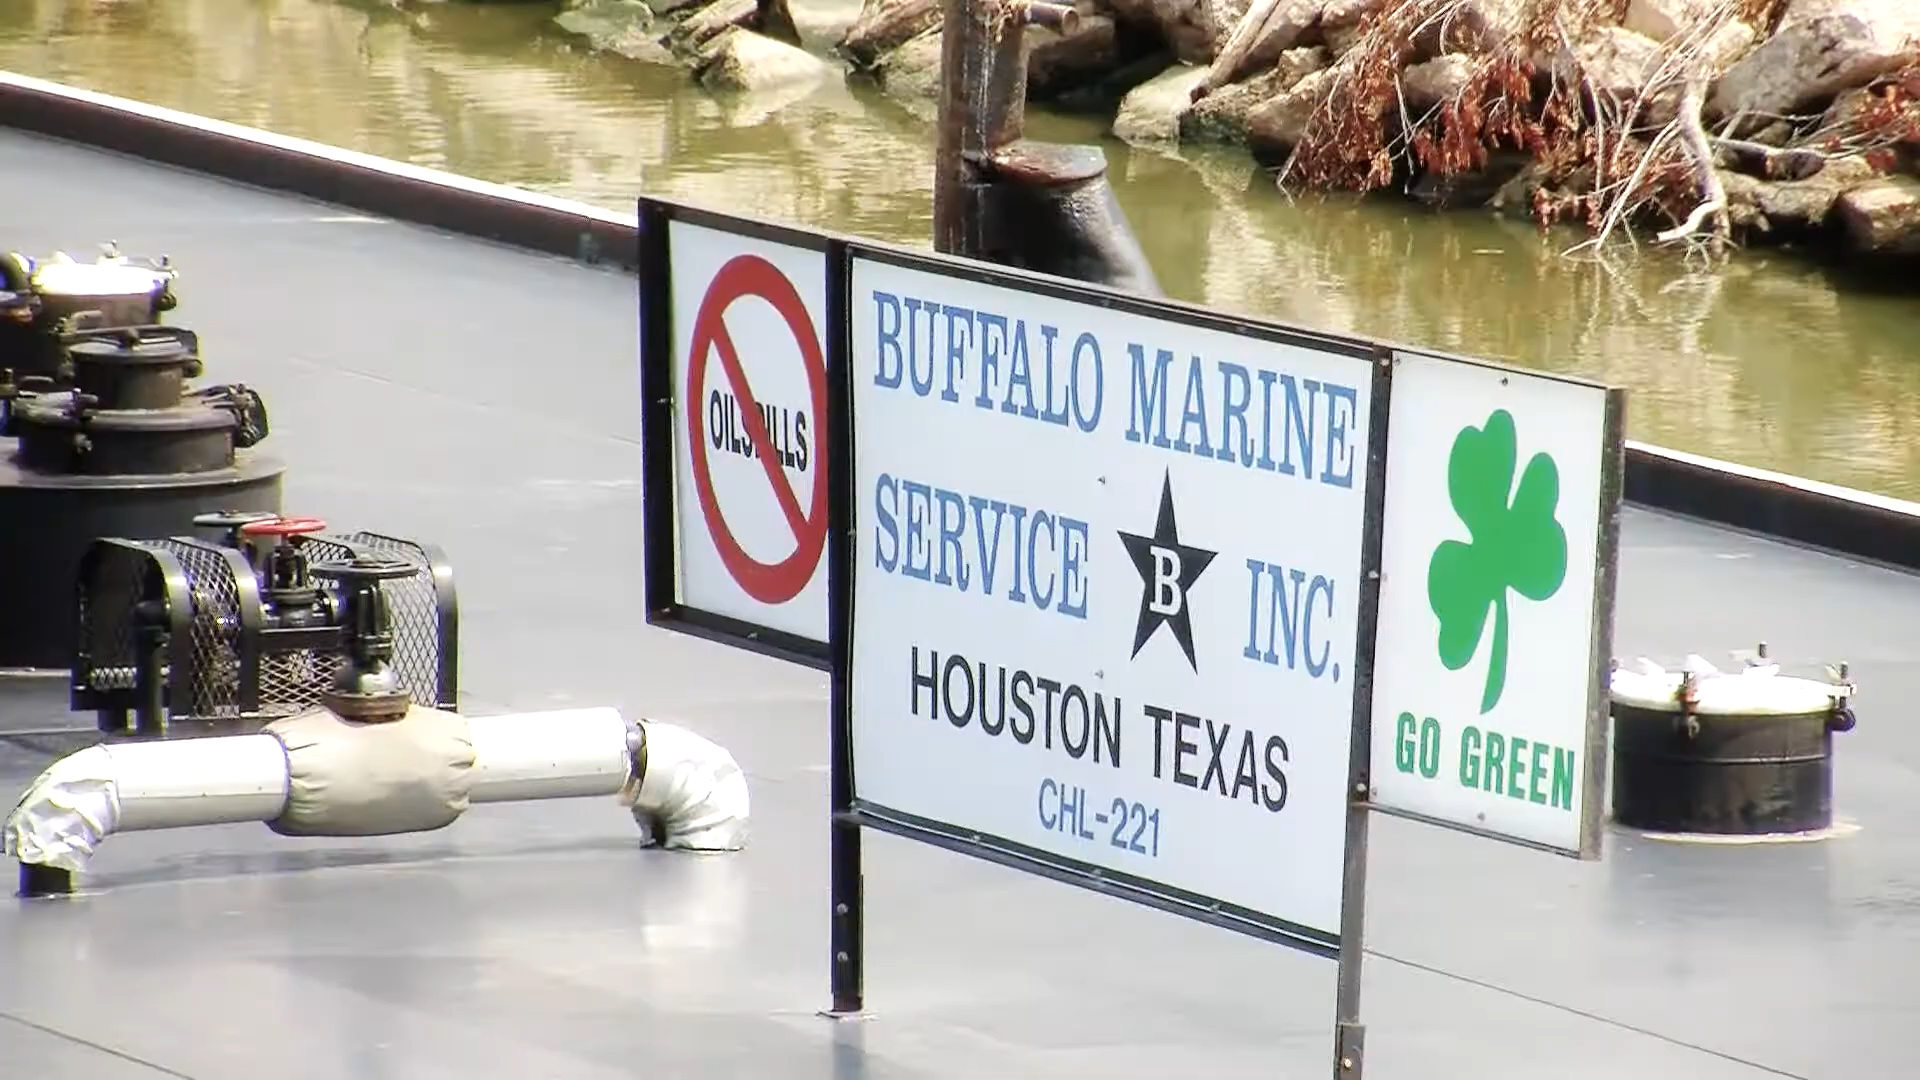 OILSPILLS
BUFFALO MARINE
SERVICE B INC.
HOUSTON TEXAS
CHL-221
GO GREEN